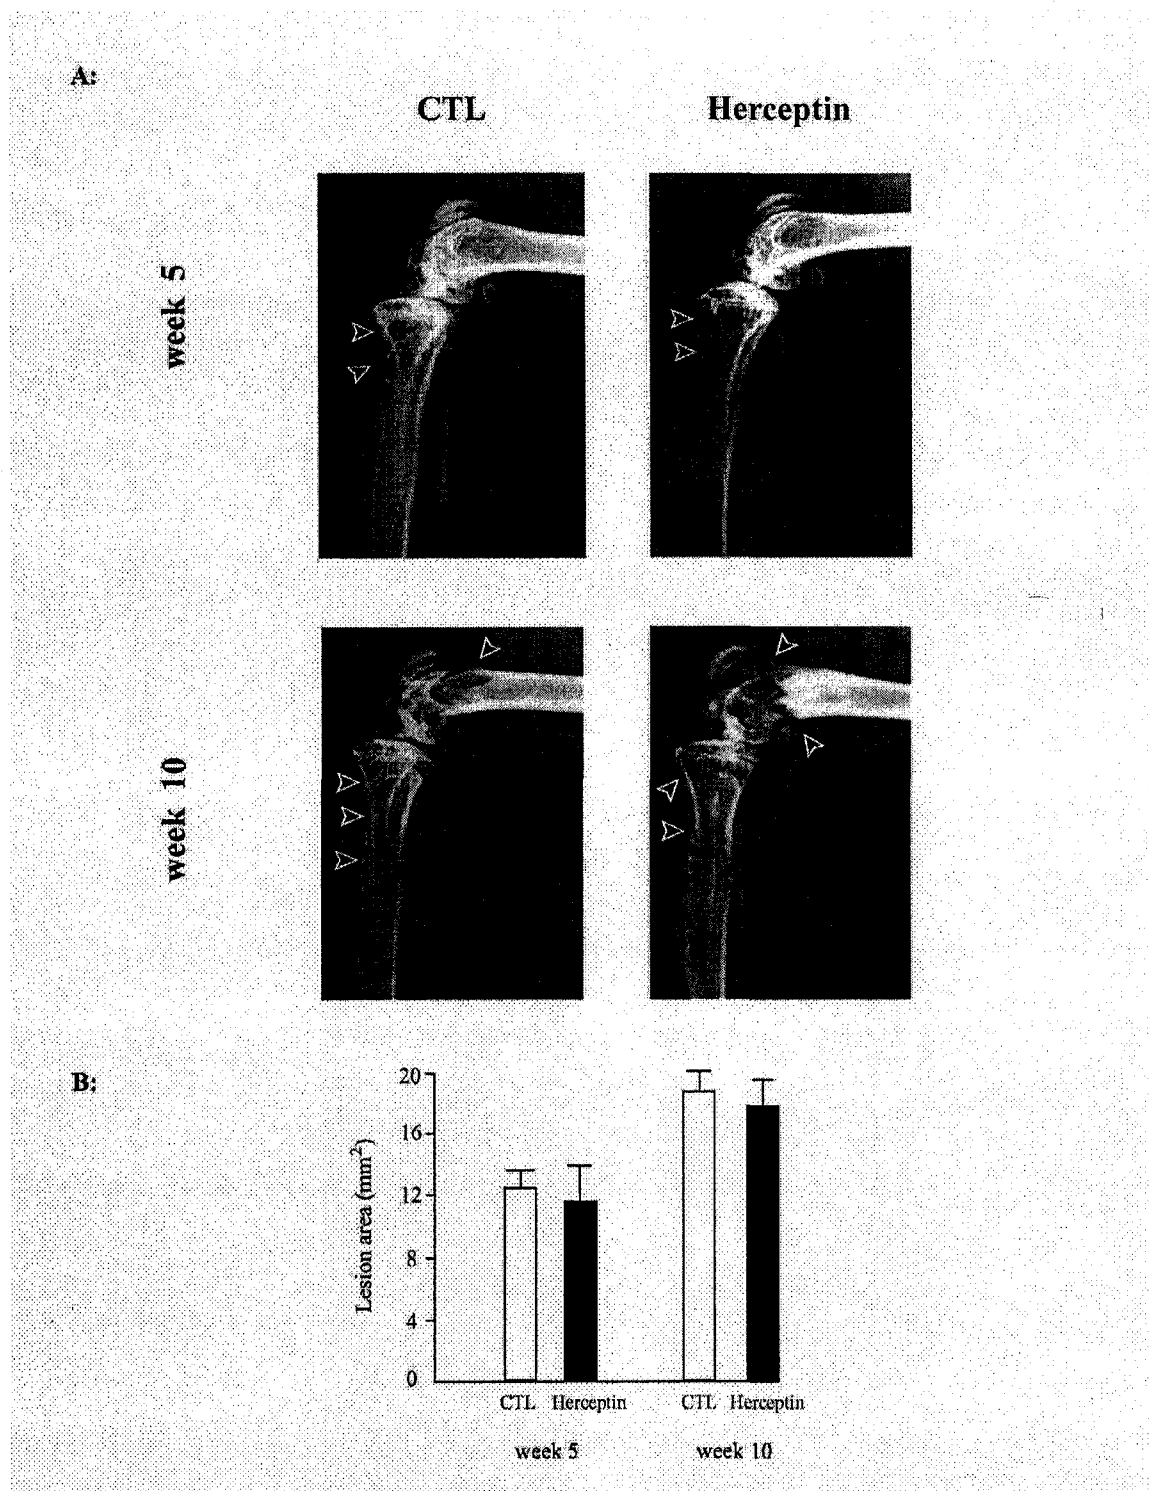 A:
CTL Herceptin
week 5
week 10
B:
Lesion area (mm²)
20
16
12
8
4
0
CTL Herceptin CTL Herceptin
week 5 week 10